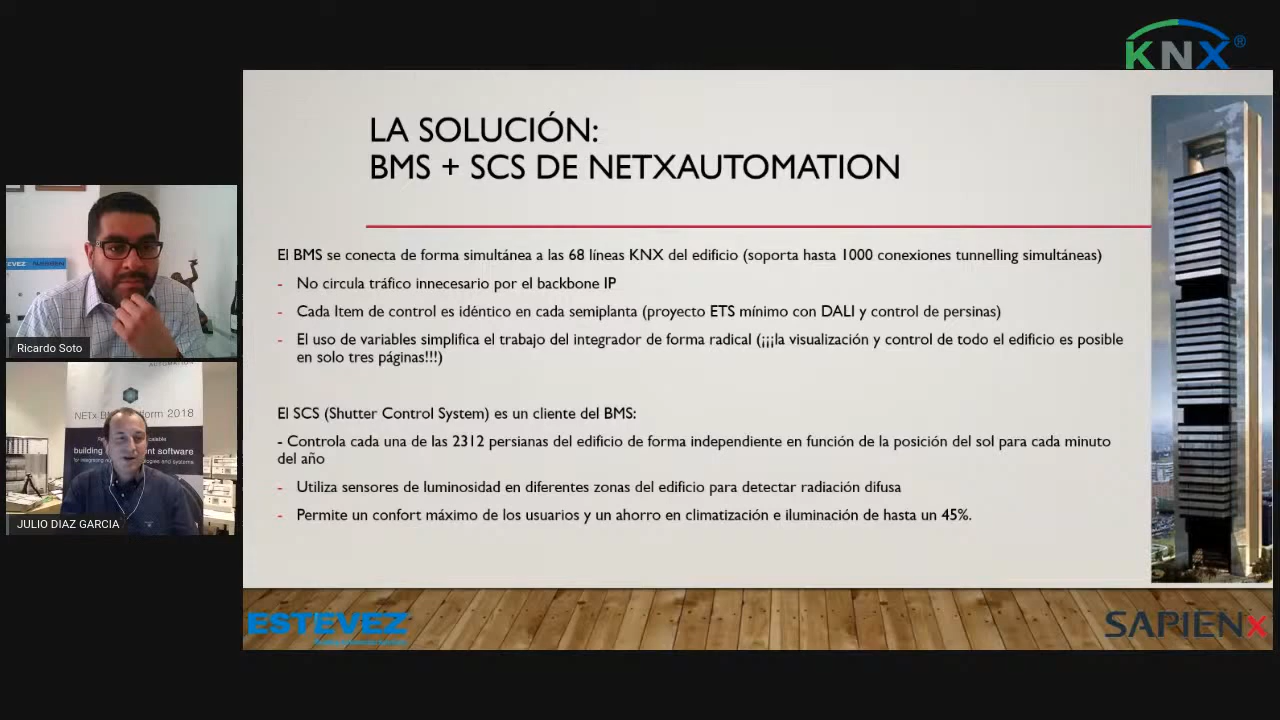 KNX®
LA SOLUCIÓN:
BMS + SCS DE NETXAUTOMATION
El BMS se conecta de forma simultánea a las 68 líneas KNX del edificio (soporta hasta 1000 conexiones tunnelling simultáneas)
- No circula tráfico innecesario por el backbone IP
- Cada Item de control es idéntico en cada semiplanta (proyecto ETS mínimo con DALI y control de persinas)
- El uso de variables simplifica el trabajo del integrador de forma radical (¡¡¡la visualización y control de todo el edificio es posible
en solo tres páginas!!!)
El SCS (Shutter Control System) es un cliente del BMS:
- Controla cada una de las 2312 persianas del edificio de forma independiente en función de la posición del sol para cada minuto
del año
- Utiliza sensores de luminosidad en diferentes zonas del edificio para detectar radiación difusa
- Permite un confort máximo de los usuarios y un ahorro en climatización e iluminación de hasta un 45%.
ESTEVEZ
SAPIENX
Ricardo Soto
AUTOMATION
NETx
form 2018
building
ent software
JULIO DIAZ GARCIA